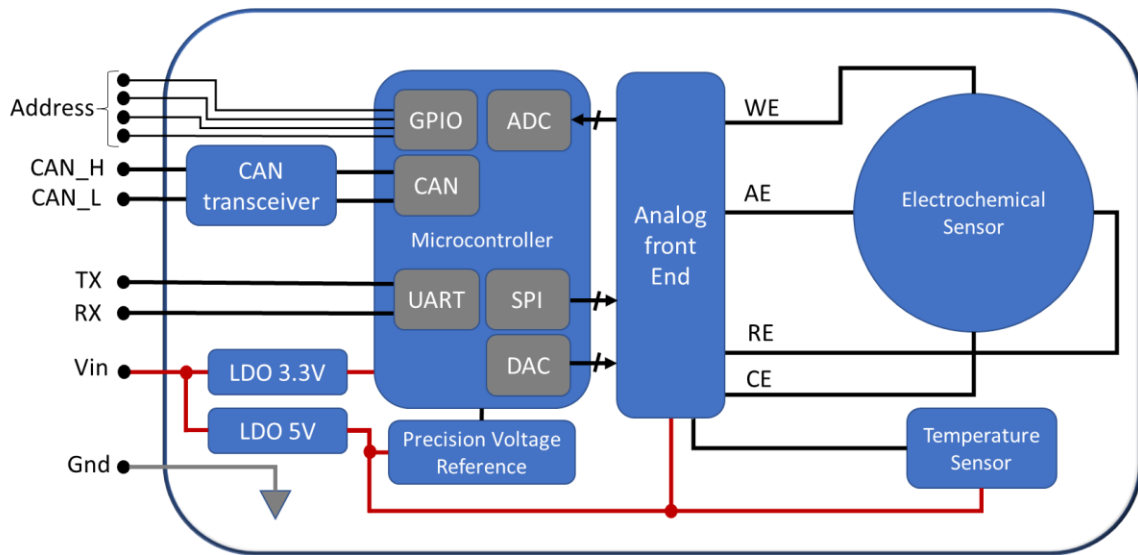 Address
CAN_H
CAN_L
TX
RX
Vin
Gnd
CAN
transceiver
LDO 3.3V
LDO 5V
GPIO
ADC
CAN
Microcontroller
UART
SPI
DAC
Precision Voltage
Reference
Analog
front
End
WE
AE
RE
CE
Electrochemical
Sensor
Temperature
Sensor